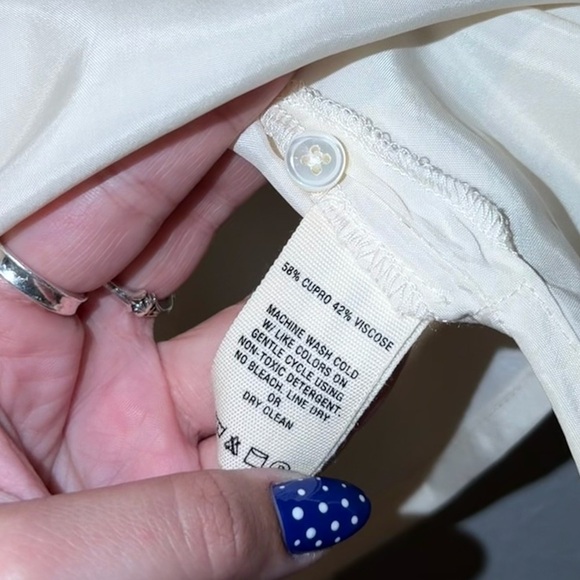 58% CUPRO 42% VISCOSE
MACHINE WASH COLD
W/ LIKE COLORS ON
GENTLE CYCLE USING
NON-TOXIC DETERGENT.
NO BLEACH, LINE DRY
OR
DRY CLEAN